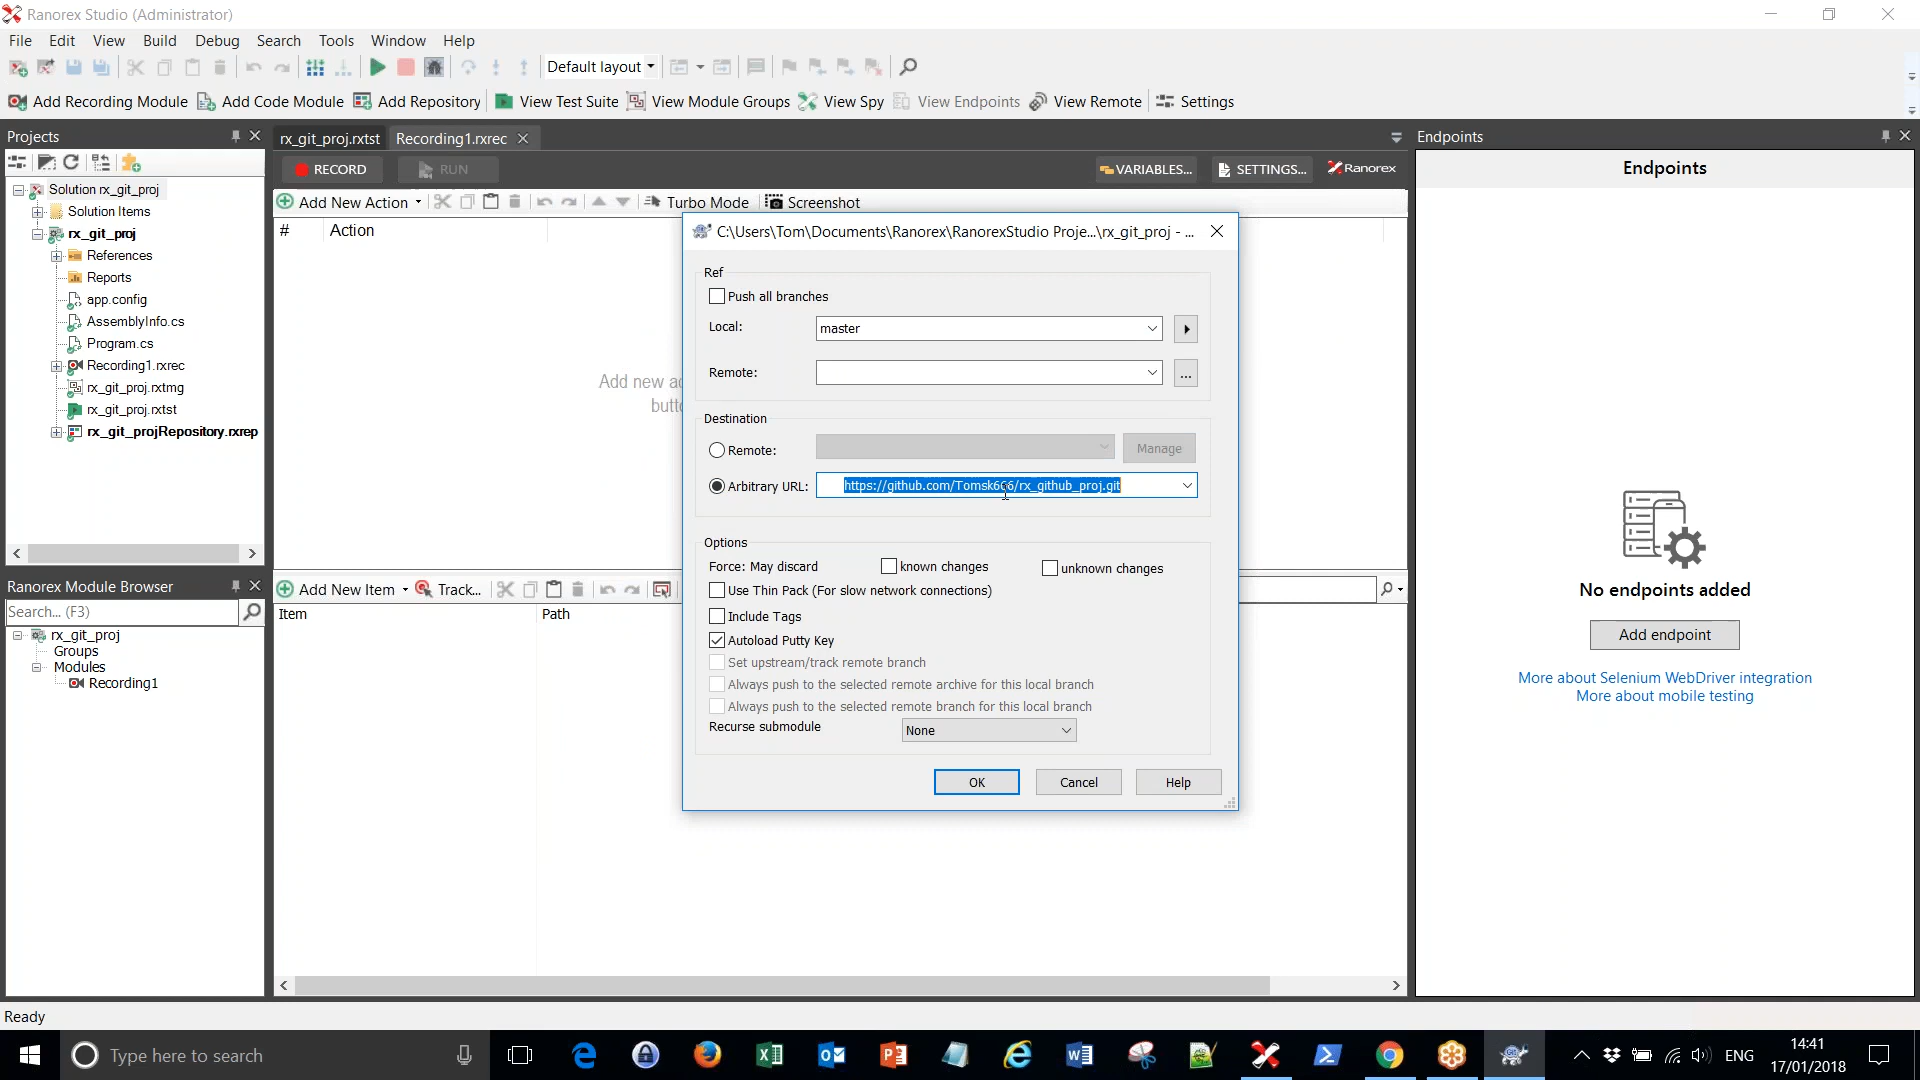 Ranorex Studio (Administrator)
File Edit View Build Debug Search Tools Window Help
Default layout
Add Recording Module Add Code Module Add Repository View Test Suite View Module Groups View Spy View Endpoints View Remote Settings
Projects
Solution rx_git_proj
Solution Items
rx_git_proj
References
Reports
app.config
AssemblyInfo.cs
Program.cs
Recording1.rxrec
rx_git_proj.rxtmg
rx_git_proj.rxtst
rx_git_projRepository.rxrep
Ranorex Module Browser
Search... (F3)
rx_git_proj
Groups
Modules
Recording1
rx_git_proj.rxtst Recording1.rxrec
RECORD RUN VARIABLES... SETTINGS... Ranorex
Add New Action Turbo Mode Screenshot
# Action
Add new ac
butto
Add New Item Track...
Item Path
C:\Users\Tom\Documents\Ranorex\RanorexStudio Proje...\rx_git_proj - ...
Ref
Push all branches
Local: master
Remote: ...
Destination
Remote: Manage
Arbitrary URL: https://github.com/Tomsk666/rx_github_proj.git
Options
Force: May discard known changes unknown changes
Use Thin Pack (For slow network connections)
Include Tags
Autoload Putty Key
Set upstream/track remote branch
Always push to the selected remote archive for this local branch
Always push to the selected remote branch for this local branch
Recurse submodule None
OK Cancel Help
Endpoints
Endpoints
No endpoints added
Add endpoint
More about Selenium WebDriver integration
More about mobile testing
Ready
Type here to search
ENG
14:41
17/01/2018